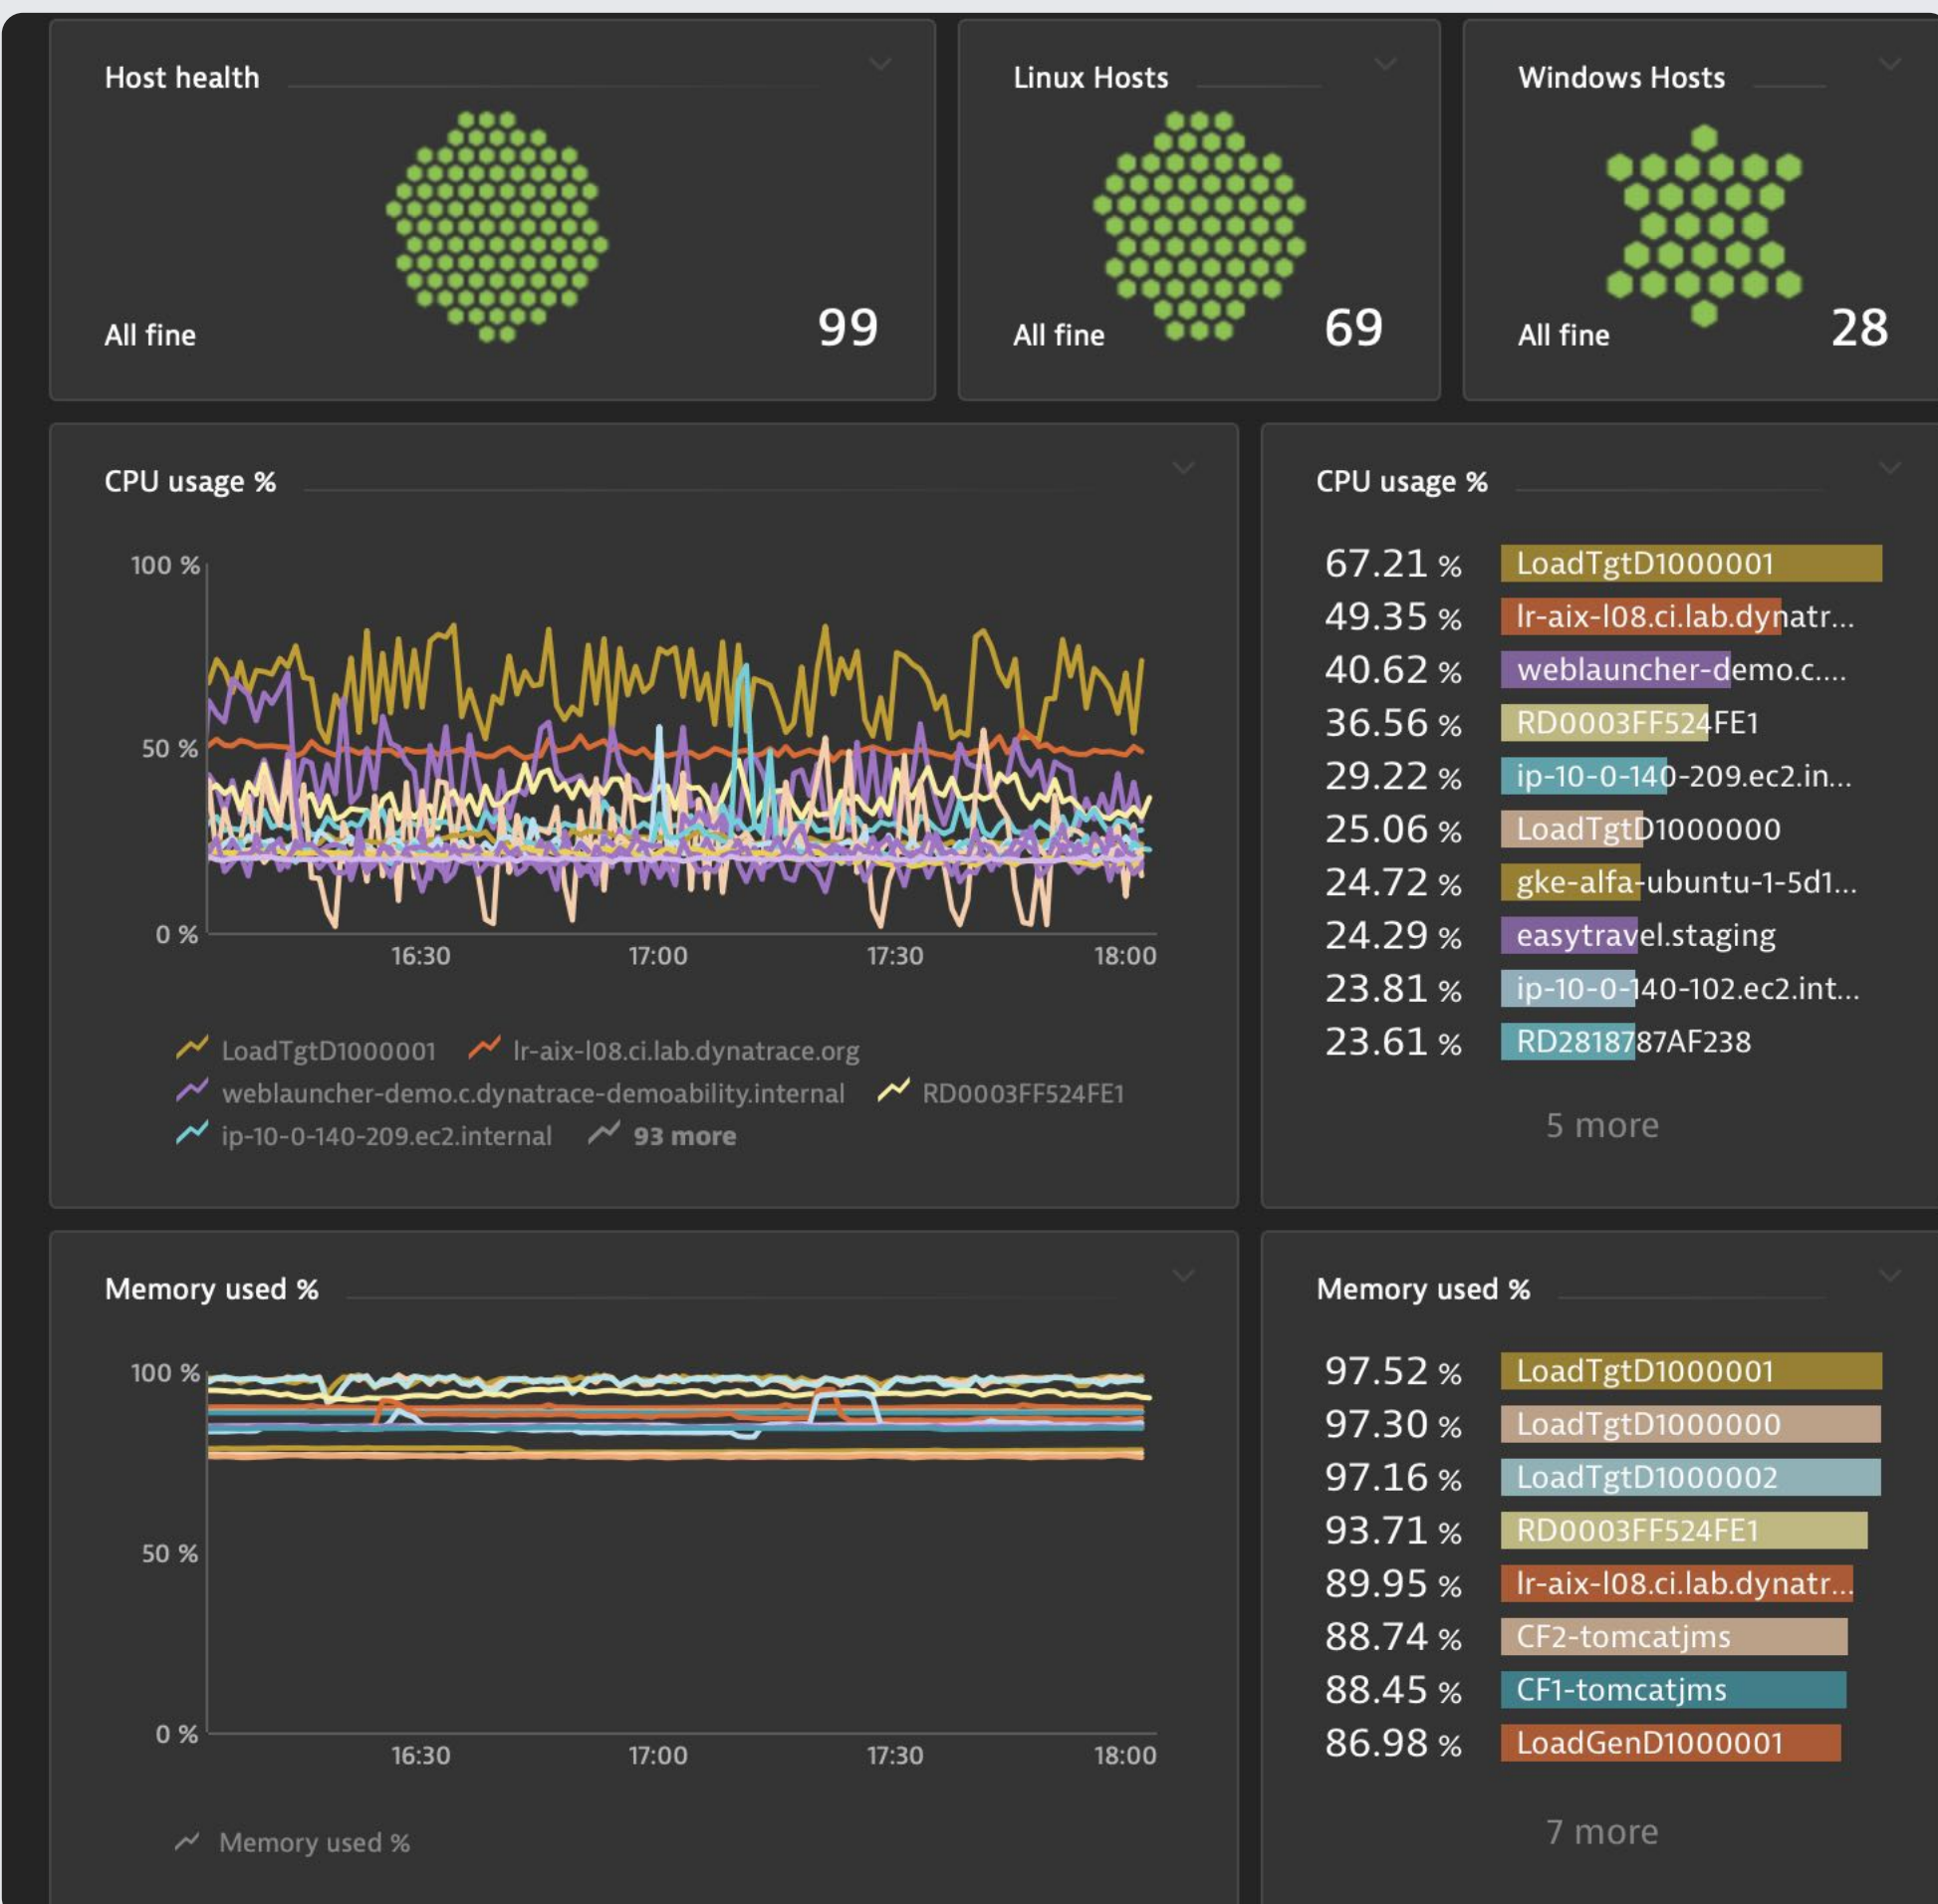 Host health
All fine
99
Linux Hosts
All fine
69
Windows Hosts
All fine
28
CPU usage %
100 %
50 %
0 %
16:30 17:00 17:30 18:00
LoadTgtD1000001 lr-aix-l08.ci.lab.dynatrace.org
weblauncher-demo.c.dynatrace-demoability.internal RD0003FF524FE1
ip-10-0-140-209.ec2.internal 93 more
CPU usage %
67.21 % LoadTgtD1000001
49.35 % lr-aix-l08.ci.lab.dynatr...
40.62 % weblauncher-demo.c....
36.56 % RD0003FF524FE1
29.22 % ip-10-0-140-209.ec2.in...
25.06 % LoadTgtD1000000
24.72 % gke-alfa-ubuntu-1-5d1...
24.29 % easytravel.staging
23.81 % ip-10-0-140-102.ec2.int...
23.61 % RD2818787AF238
5 more
Memory used %
100 %
50 %
0 %
16:30 17:00 17:30 18:00
Memory used %
Memory used %
97.52 % LoadTgtD1000001
97.30 % LoadTgtD1000000
97.16 % LoadTgtD1000002
93.71 % RD0003FF524FE1
89.95 % lr-aix-l08.ci.lab.dynatr...
88.74 % CF2-tomcatjms
88.45 % CF1-tomcatjms
86.98 % LoadGenD1000001
7 more